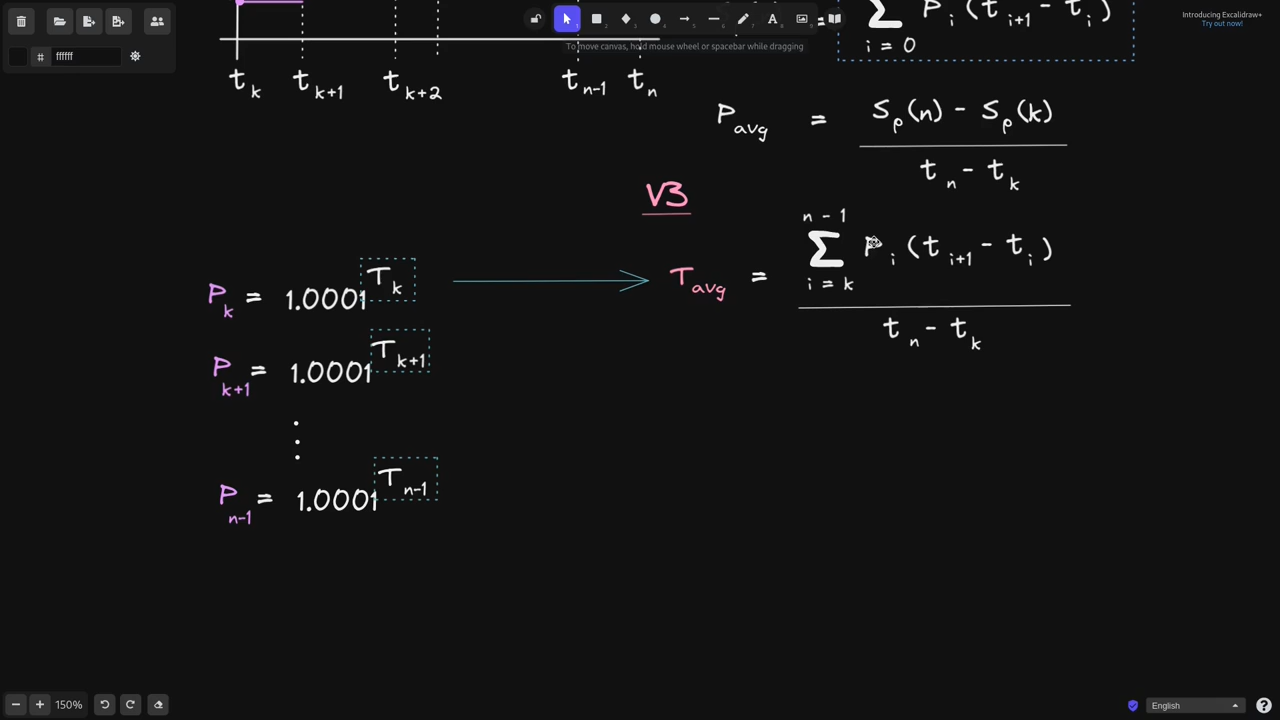 Introducing Excalidraw+
Try out now!
# ffffff
To move canvas, hold mouse wheel or spacebar while dragging
= Σ P i (t i+1 - t i)
i = 0
t k t k+1 t k+2 t n-1 t n
P avg = S p (n) - S p (k)
t n - t k
V3
n - 1
T avg = Σ P i (t i+1 - t i)
i = k
t n - t k
P k = 1.0001 T k
P k+1 = 1.0001 T k+1
P n-1 = 1.0001 T n-1
150%
English